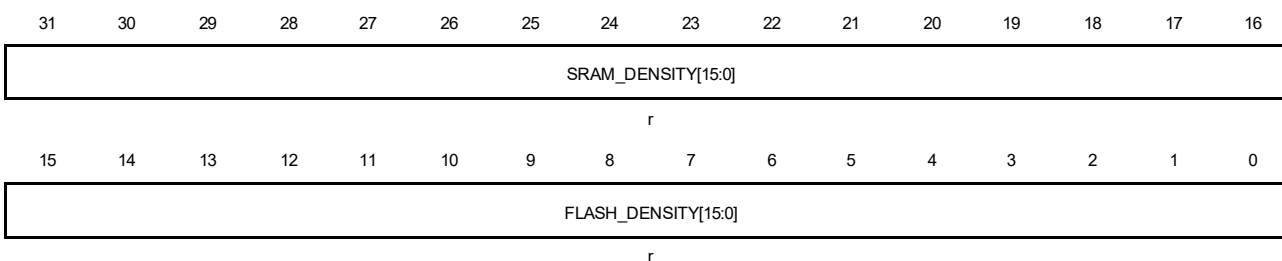 31 30 29 28 27 26 25 24 23 22 21 20 19 18 17 16
SRAM_DENSITY[15:0]
r
15 14 13 12 11 10 9 8 7 6 5 4 3 2 1 0
FLASH_DENSITY[15:0]
r